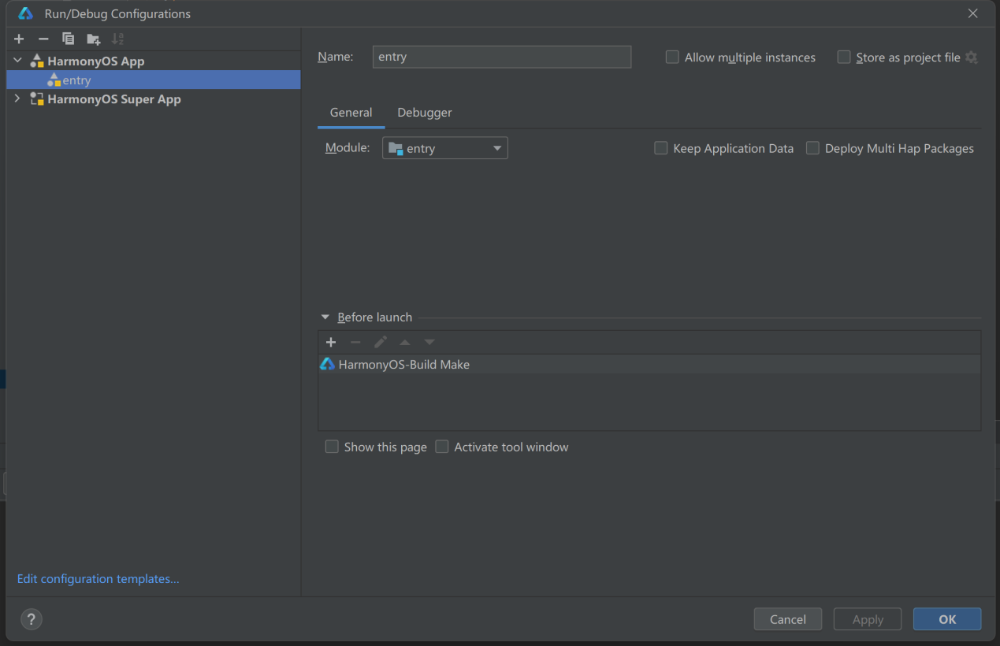 Run/Debug Configurations
HarmonyOS App
entry
HarmonyOS Super App
Name: entry Allow multiple instances Store as project file
General Debugger
Module: entry Keep Application Data Deploy Multi Hap Packages
Before launch
HarmonyOS-Build Make
Show this page Activate tool window
Edit configuration templates...
? Cancel Apply OK